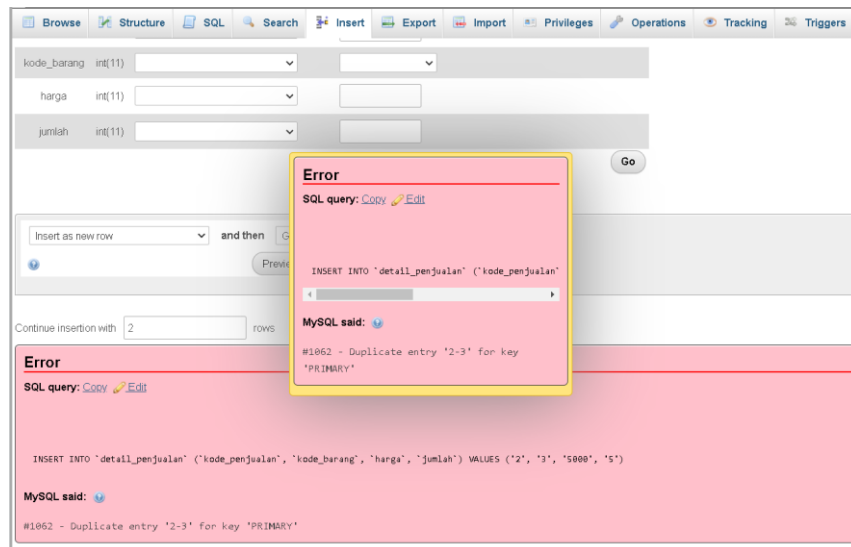 Browse Structure SQL Search Insert Export Import Privileges Operations Tracking Triggers
kode_barang int(11)
harga int(11)
jumlah int(11)
Go
Insert as new row and then G
Previe
Continue insertion with 2 rows
Error
SQL query: Copy Edit
INSERT INTO `detail_penjualan` (`kode_penjualan`
MySQL said:
#1062 - Duplicate entry '2-3' for key
'PRIMARY'
Error
SQL query: Copy Edit
INSERT INTO `detail_penjualan` (`kode_penjualan`, `kode_barang`, `harga`, `jumlah`) VALUES ('2', '3', '5000', '5')
MySQL said:
#1062 - Duplicate entry '2-3' for key 'PRIMARY'